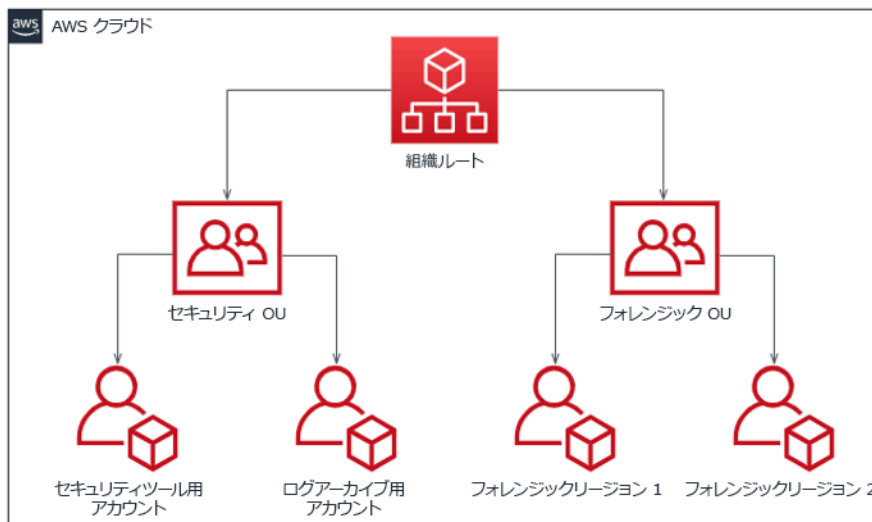 aws
AWS クラウド
組織ルート
セキュリティ OU
フォレンジック OU
セキュリティツール用
アカウント
ログアーカイブ用
アカウント
フォレンジックリージョン 1
フォレンジックリージョン 2